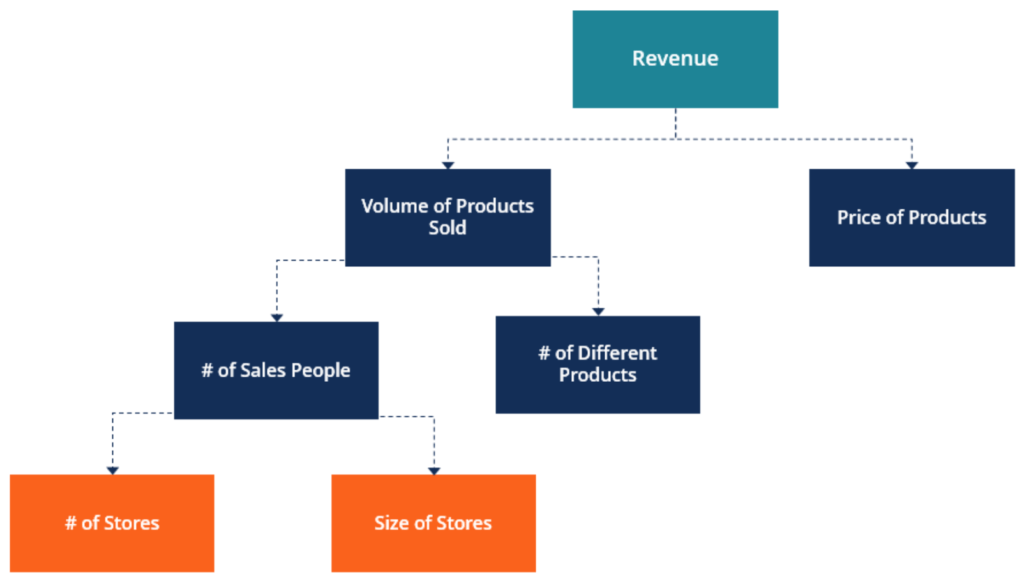 Revenue
Volume of Products
Sold
Price of Products
# of Sales People
# of Different
Products
# of Stores
Size of Stores